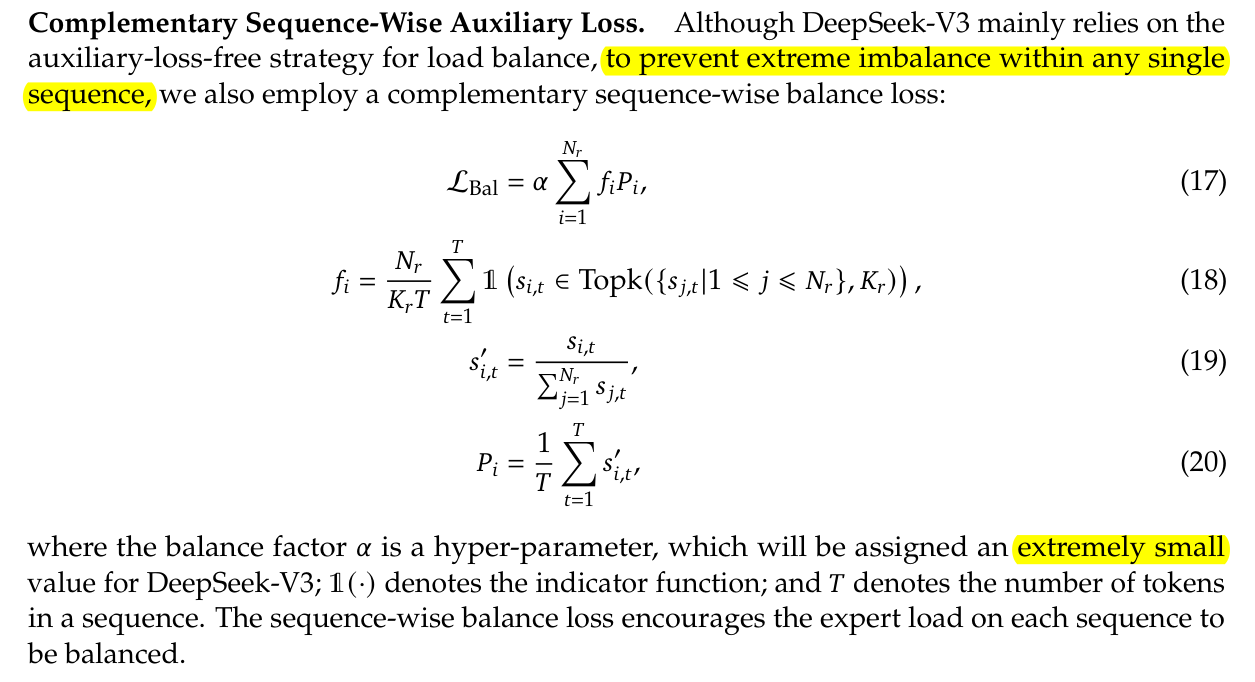 Complementary Sequence-Wise Auxiliary Loss. Although DeepSeek-V3 mainly relies on the
auxiliary-loss-free strategy for load balance, to prevent extreme imbalance within any single
sequence, we also employ a complementary sequence-wise balance loss:
ℒ_Bal = α ∑_{i=1}^{N_r} f_i P_i, (17)
f_i = \frac{N_r}{K_r T} ∑_{t=1}^{T} 𝟙 (s_{i,t} ∈ Topk({s_{j,t}|1 ⩽ j ⩽ N_r}, K_r)) , (18)
s′_{i,t} = \frac{s_{i,t}}{∑_{j=1}^{N_r} s_{j,t}}, (19)
P_i = \frac{1}{T} ∑_{t=1}^{T} s′_{i,t}, (20)
where the balance factor α is a hyper-parameter, which will be assigned an extremely small
value for DeepSeek-V3; 𝟙(·) denotes the indicator function; and T denotes the number of tokens
in a sequence. The sequence-wise balance loss encourages the expert load on each sequence to
be balanced.